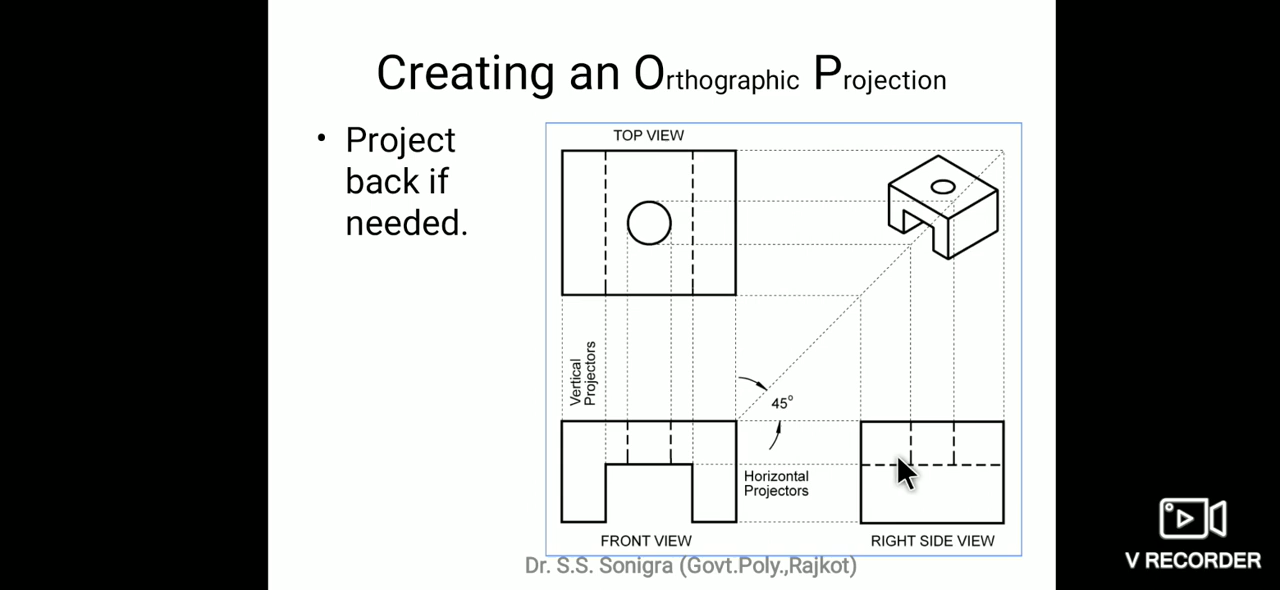 Creating an Orthographic Projection
• Project
back if
needed.
TOP VIEW
Vertical
Projectors
45°
Horizontal
Projectors
FRONT VIEW
RIGHT SIDE VIEW
Dr. S.S. Sonigra (Govt.Poly.,Rajkot)
V RECORDER